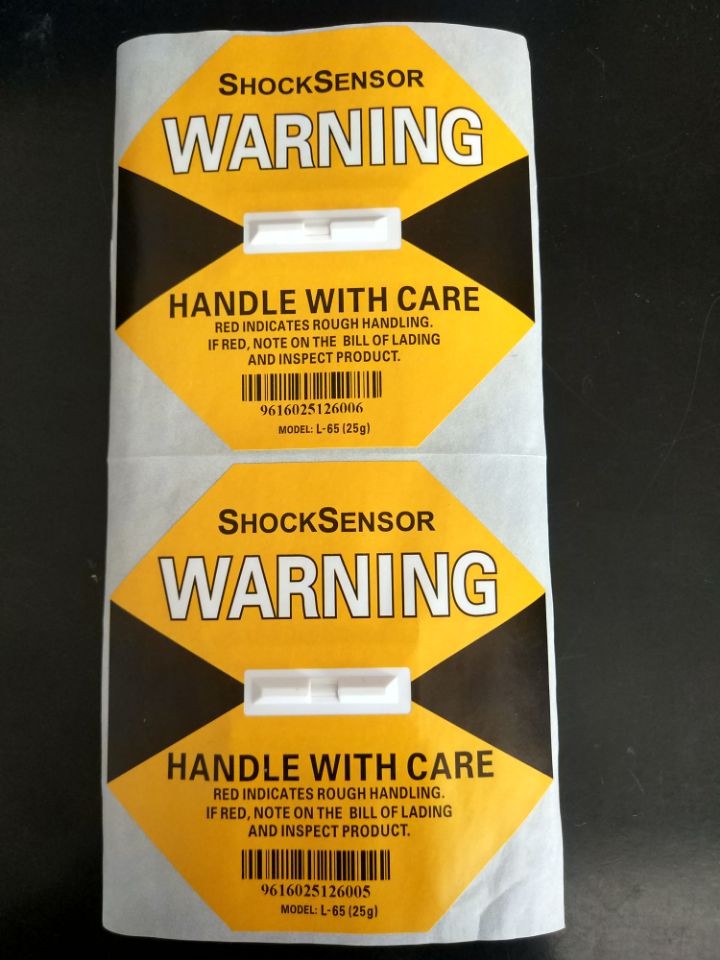 SHOCKSENSOR
WARNING
HANDLE WITH CARE
RED INDICATES ROUGH HANDLING.
IF RED, NOTE ON THE BILL OF LADING
AND INSPECT PRODUCT.
9616025126006
MODEL: L-65 (25g)
SHOCKSENSOR
WARNING
HANDLE WITH CARE
RED INDICATES ROUGH HANDLING.
IF RED, NOTE ON THE BILL OF LADING
AND INSPECT PRODUCT.
9616025126005
MODEL: L-65 (25g)